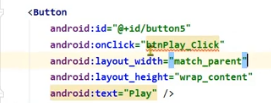 <Button
android:id="@+id/button5"
android:onClick="btnPlay_Click"
android:layout_width="match_parent"
android:layout_height="wrap_content"
android:text="Play" />